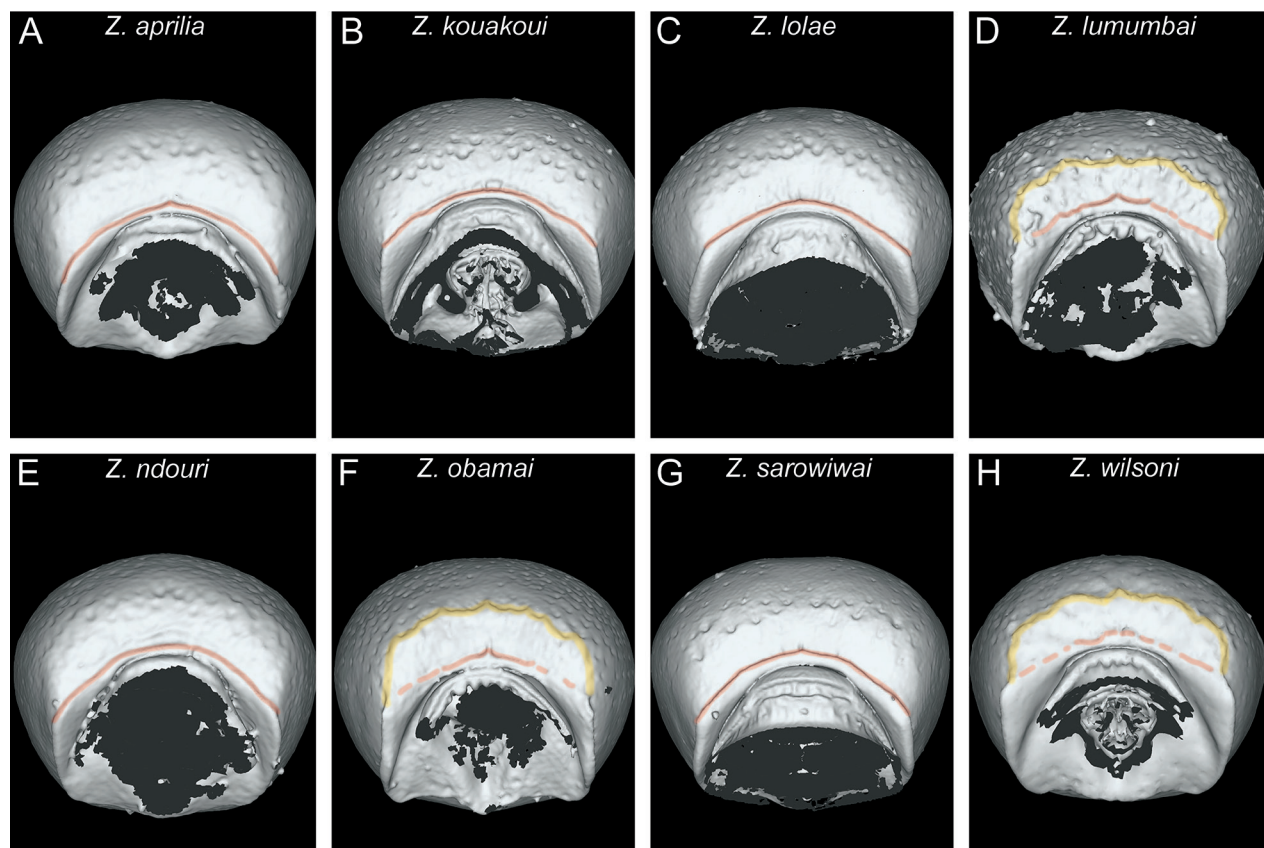 A Z. aprilia
B Z. kouakoui
C Z. lolae
D Z. lumumbai
E Z. ndouri
F Z. obamai
G Z. sarowiwai
H Z. wilsoni